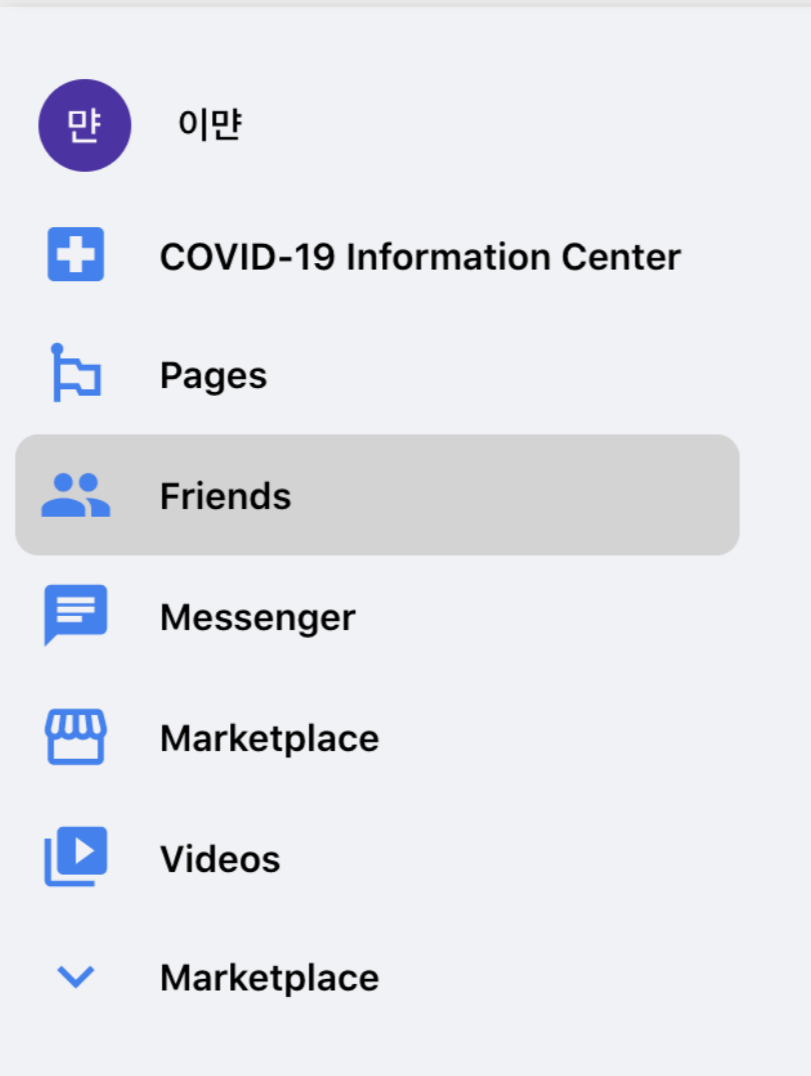 먄
이먄
COVID-19 Information Center
Pages
Friends
Messenger
Marketplace
Videos
Marketplace